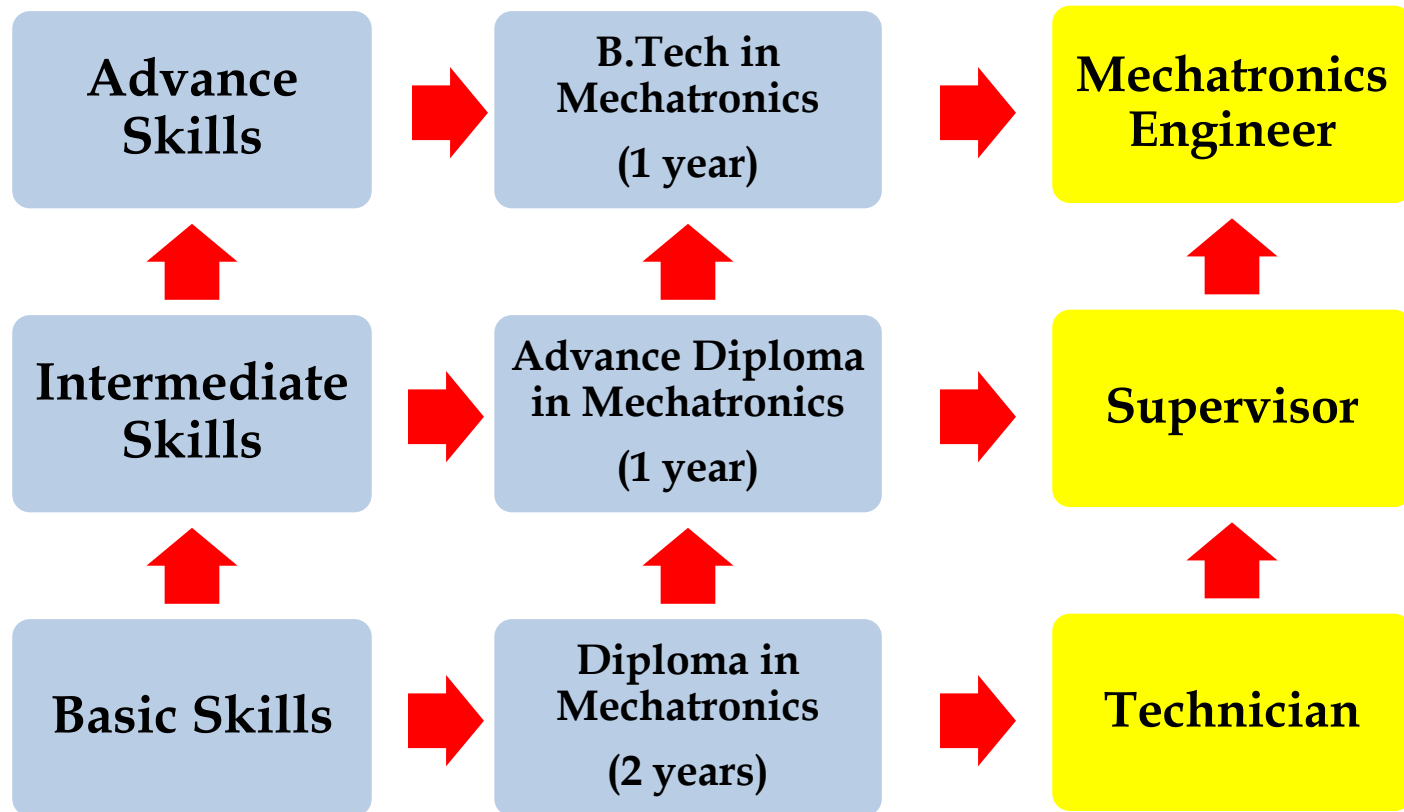 Advance
Skills
B.Tech in
Mechatronics
(1 year)
Mechatronics
Engineer
Intermediate
Skills
Advance Diploma
in Mechatronics
(1 year)
Supervisor
Basic Skills
Diploma in
Mechatronics
(2 years)
Technician